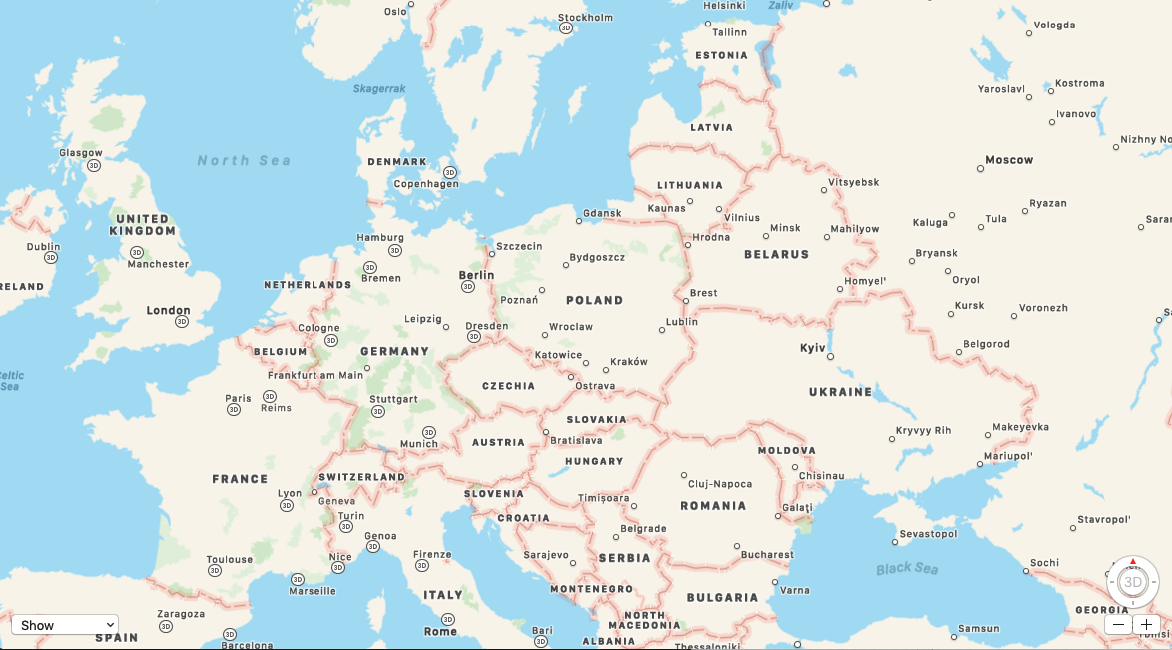 Helsinki
Zaliv
Oslo
Stockholm
Vologda
Tallinn
ESTONIA
Skagerrak
Yaroslavl
Kostroma
Ivanovo
LATVIA
Nizhny No
Glasgow
North Sea
DENMARK
Moscow
Copenhagen
LITHUANIA
Vitsyebsk
Kaunas
Vilnius
Ryazan
UNITED
KINGDOM
Gdansk
Kaluga
Tula
Saran
Dublin
Hamburg
Szczecin
Hrodna
Minsk
Mahilyow
Manchester
Bryansk
BELARUS
Bydgoszcz
Bremen
Berlin
Oryol
Homyel'
RELAND
NETHERLANDS
Poznań
POLAND
Brest
Kursk
Voronezh
London
Leipzig
Cologne
Dresden
Wroclaw
Lublin
Belgorod
BELGIUM
GERMANY
Katowice
Kraków
Kyiv
Frankfurt am Main
Celtic
Sea
CZECHIA
Ostrava
UKRAINE
Paris
Reims
Stuttgart
SLOVAKIA
Kryvyy Rih
Makeyevka
Munich
AUSTRIA
Bratislava
MOLDOVA
Mariupol'
HUNGARY
FRANCE
SWITZERLAND
Chisinau
Cluj-Napoca
Lyon
Geneva
SLOVENIA
Timișoara
ROMANIA
Galați
Turin
CROATIA
Stavropol'
Genoa
Belgrade
Sevastopol
Nice
Firenze
Sarajevo
SERBIA
Bucharest
Toulouse
Black Sea
Sochi
Marseille
MONTENEGRO
3D
ITALY
BULGARIA
Varna
GEORGIA
Zaragoza
Show
NORTH
MACEDONIA
Rome
Bari
Samsun
SPAIN
Barcelona
ALBANIA
Thessaloniki